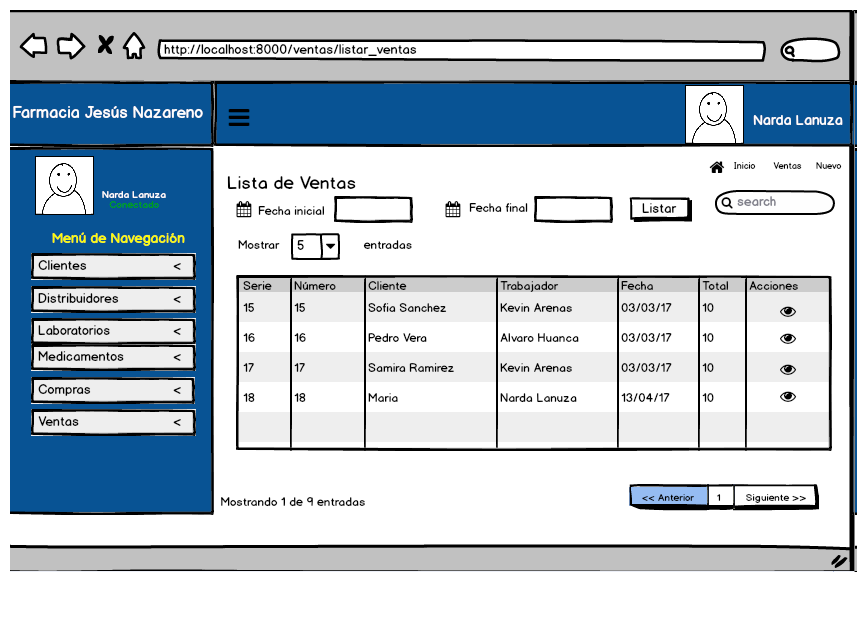 http://localhost:8000/ventas/listar_ventas
Farmacia Jesús Nazareno
Narda Lanuza
Narda Lanuza
Conectado
Menú de Navegación
Clientes <
Distribuidores <
Laboratorios <
Medicamentos <
Compras <
Ventas <
Inicio Ventas Nuevo
Lista de Ventas
Fecha inicial Fecha final Listar search
Mostrar 5 entradas
Serie Número Cliente Trabajador Fecha Total Acciones
15 15 Sofia Sanchez Kevin Arenas 03/03/17 10
16 16 Pedro Vera Alvaro Huanca 03/03/17 10
17 17 Samira Ramirez Kevin Arenas 03/03/17 10
18 18 Maria Narda Lanuza 13/04/17 10
Mostrando 1 de 9 entradas
<< Anterior 1 Siguiente >>